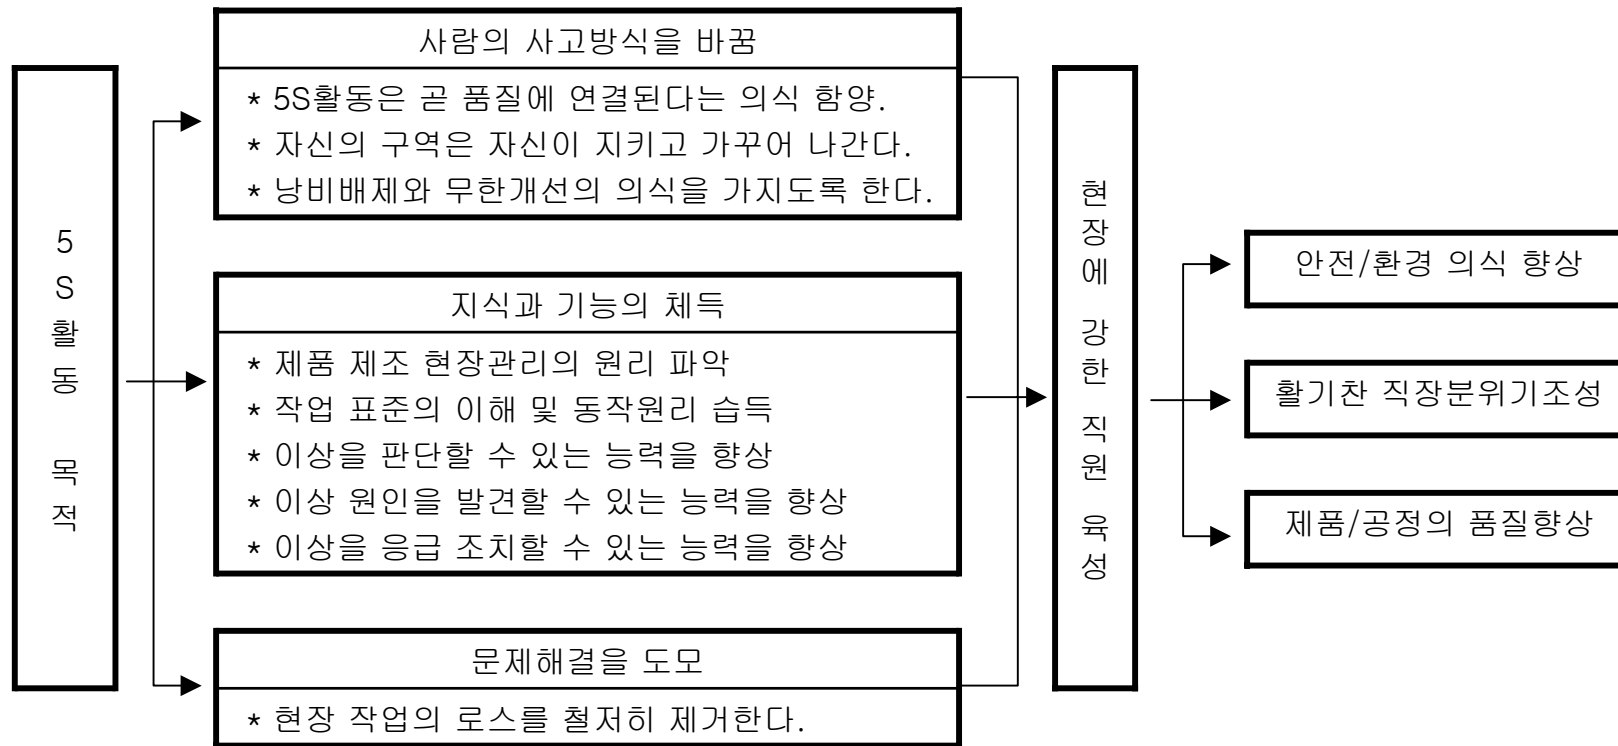 5S활동 목적
사람의 사고방식을 바꿈
* 5S활동은 곧 품질에 연결된다는 의식 함양.
* 자신의 구역은 자신이 지키고 가꾸어 나간다.
* 낭비배제와 무한개선의 의식을 가지도록 한다.
지식과 기능의 체득
* 제품 제조 현장관리의 원리 파악
* 작업 표준의 이해 및 동작원리 습득
* 이상을 판단할 수 있는 능력을 향상
* 이상 원인을 발견할 수 있는 능력을 향상
* 이상을 응급 조치할 수 있는 능력을 향상
문제해결을 도모
* 현장 작업의 로스를 철저히 제거한다.
현장에 강한 직원 육성
안전/환경 의식 향상
활기찬 직장분위기조성
제품/공정의 품질향상